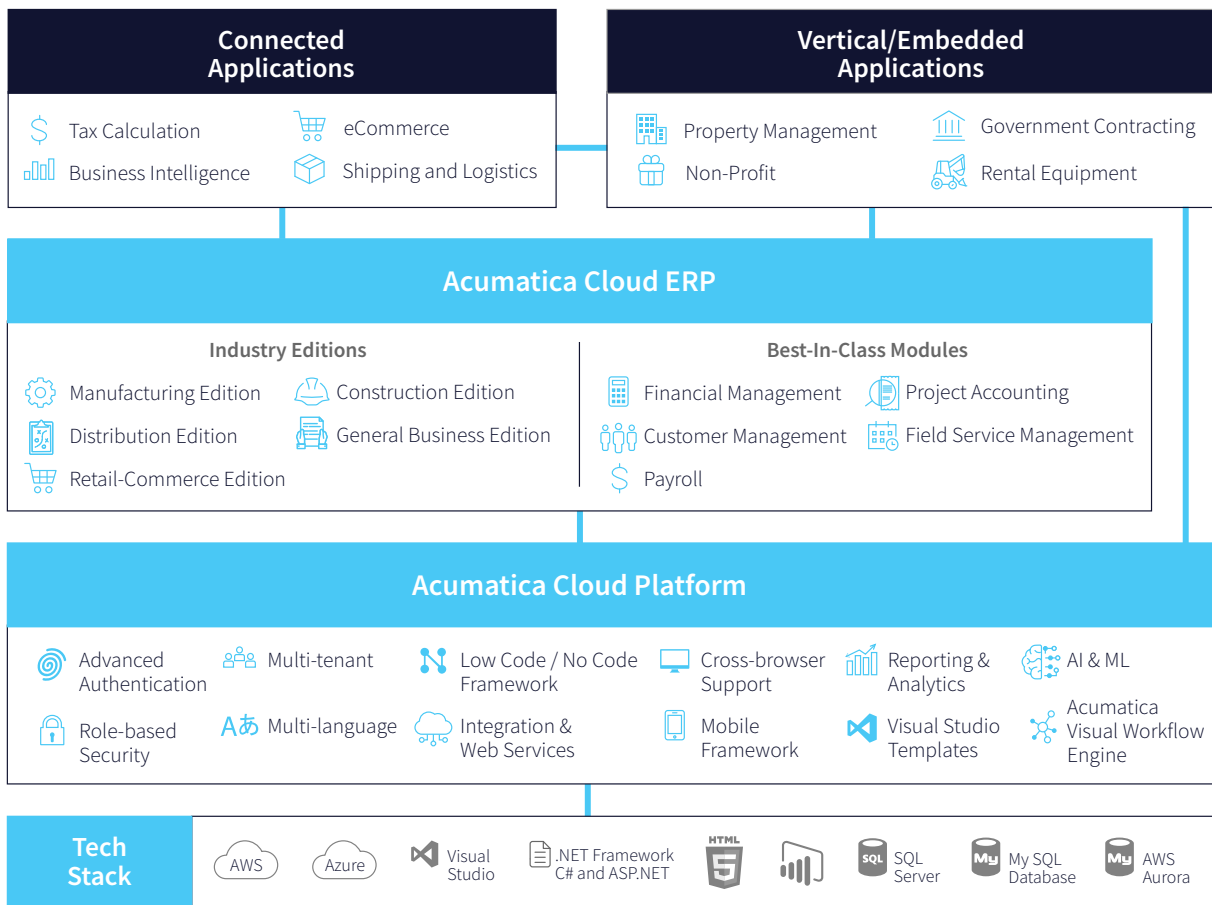 Connected
Applications
Tax Calculation
eCommerce
Business Intelligence
Shipping and Logistics
Vertical/Embedded
Applications
Property Management
Government Contracting
Non-Profit
Rental Equipment
Acumatica Cloud ERP
Industry Editions
Manufacturing Edition
Construction Edition
Distribution Edition
General Business Edition
Retail-Commerce Edition
Best-In-Class Modules
Financial Management
Project Accounting
Customer Management
Field Service Management
Payroll
Acumatica Cloud Platform
Advanced
Authentication
Multi-tenant
Low Code / No Code
Framework
Cross-browser
Support
Reporting &
Analytics
AI & ML
Role-based
Security
Aあ
Multi-language
Integration &
Web Services
Mobile
Framework
Visual Studio
Templates
Acumatica
Visual Workflow
Engine
Tech
Stack
AWS
Azure
Visual
Studio
.NET Framework
C# and ASP.NET
HTML
5
SQL
SQL
Server
My
My SQL
Database
My
AWS
Aurora